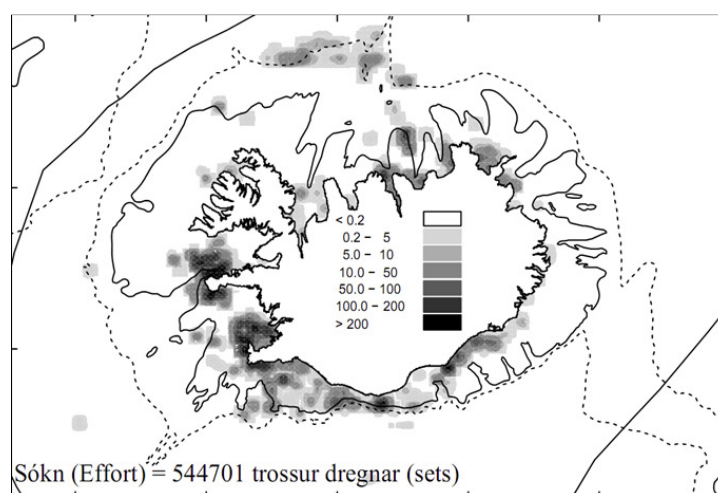 < 0.2
0.2 – 5
5.0 – 10
10.0 – 50
50.0 – 100
100.0 – 200
> 200
Sókn (Effort) = 544701 trossur dregnar (sets)